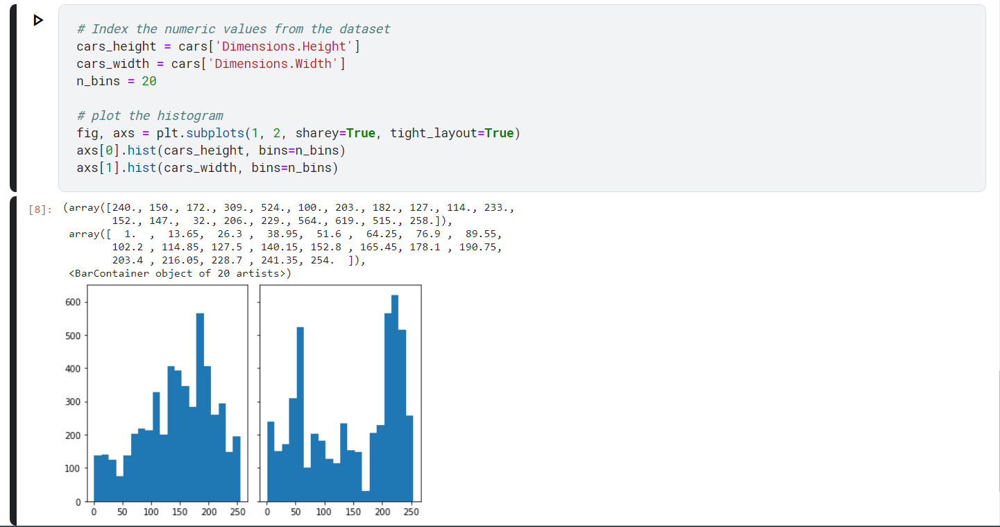 # Index the numeric values from the dataset
cars_height = cars['Dimensions.Height']
cars_width = cars['Dimensions.Width']
n_bins = 20
# plot the histogram
fig, axs = plt.subplots(1, 2, sharey=True, tight_layout=True)
axs[0].hist(cars_height, bins=n_bins)
axs[1].hist(cars_width, bins=n_bins)
[8]: (array([240., 150., 172., 309., 524., 100., 203., 182., 127., 114., 233.,
152., 147., 32., 206., 229., 564., 619., 515., 258.]),
array([ 1. , 13.65, 26.3 , 38.95, 51.6 , 64.25, 76.9 , 89.55,
102.2 , 114.85, 127.5 , 140.15, 152.8 , 165.45, 178.1 , 190.75,
203.4 , 216.05, 228.7 , 241.35, 254. ]),
<BarContainer object of 20 artists>)
600
500
400
300
200
100
0
0 50 100 150 200 250 0 50 100 150 200 250